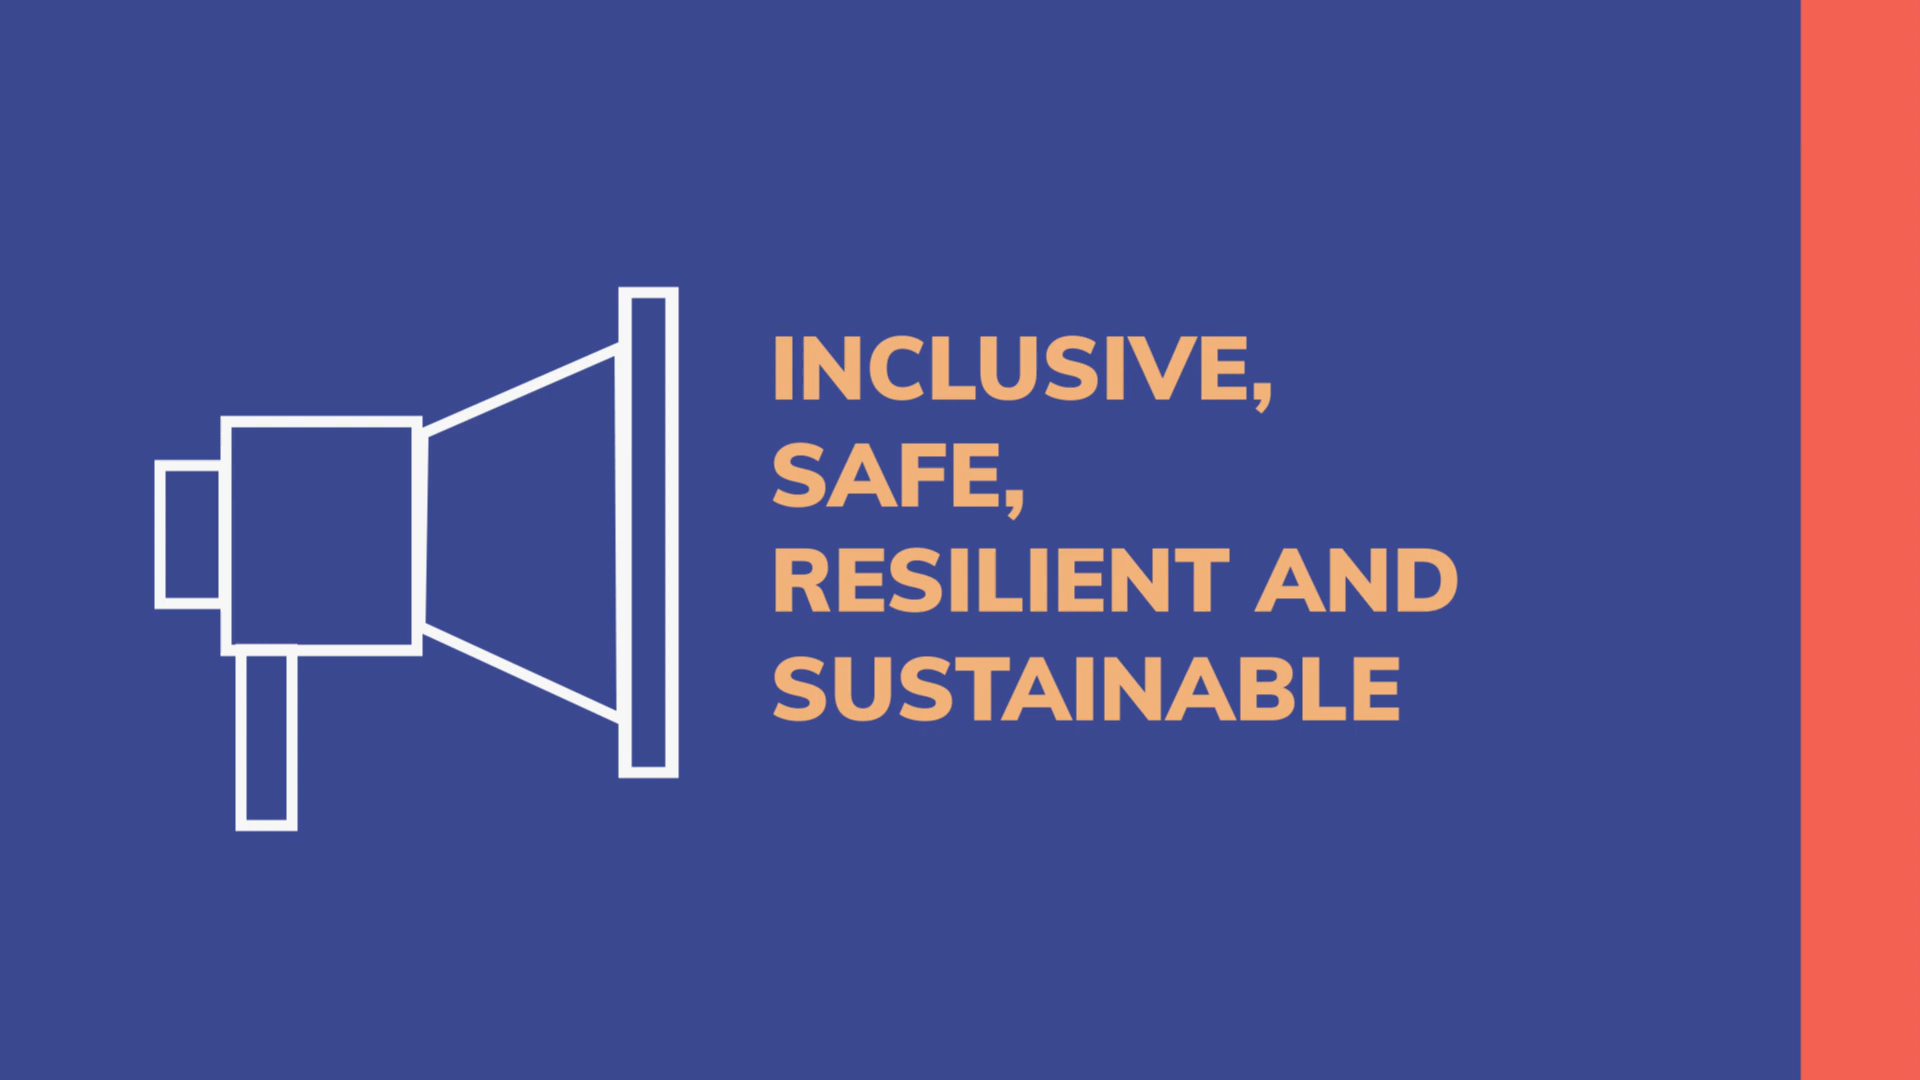 INCLUSIVE,
SAFE,
RESILIENT AND
SUSTAINABLE